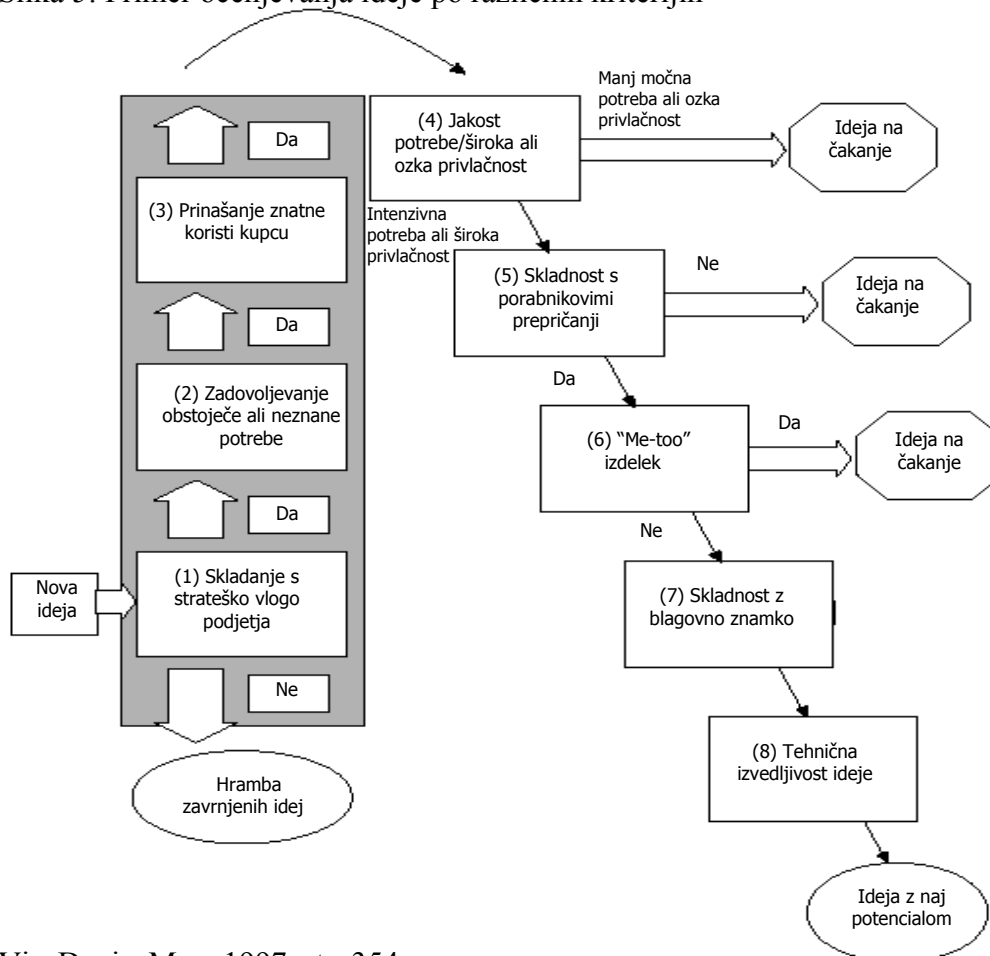 Slika 3: Primer ocenjevanja ideje po različnih kriterijih
Manj močna
potreba ali ozka
privlačnost
Ideja na
čakanje
(4) Jakost
potrebe/široka ali
ozka privlačnost
Da
(3) Prinašanje znatne
koristi kupcu
Intenzivna
potreba ali široka
privlačnost
(5) Skladnost s
porabnikovimi
prepričanji
Ne
Ideja na
čakanje
Da
(2) Zadovoljevanje
obstoječe ali neznane
potrebe
Da
(6) “Me-too”
izdelek
Da
Ideja na
čakanje
Da
Ne
Nova
ideja
(1) Skladanje s
strateško vlogo
podjetja
(7) Skladnost z
blagovno znamko
Ne
Hramba
zavrnjenih idej
(8) Tehnična
izvedljivost ideje
Ideja z naj
potencialom
1997
354